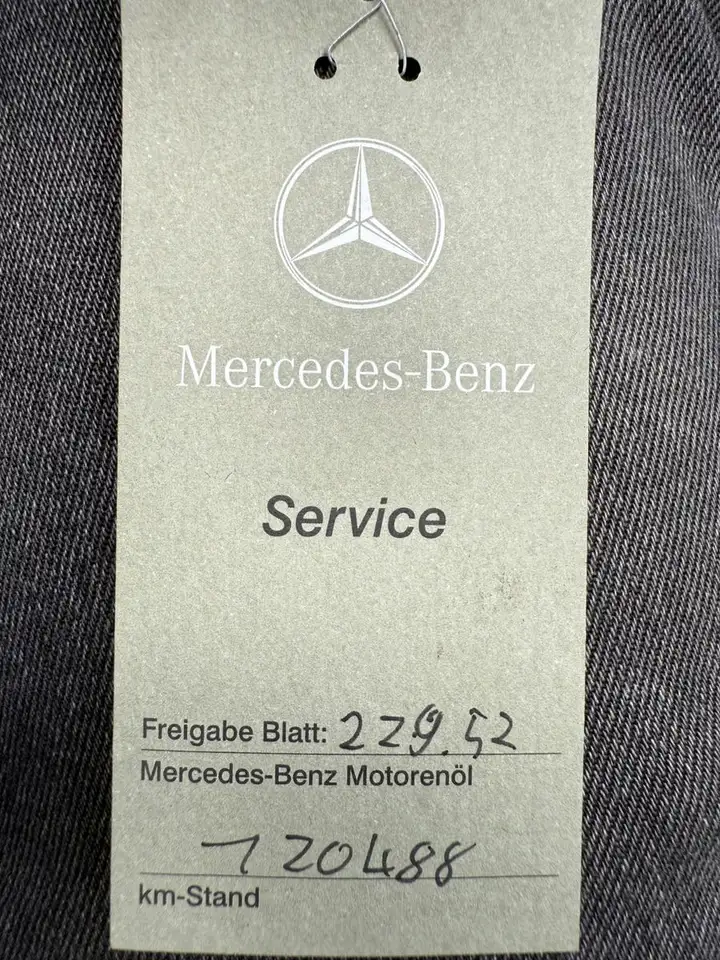 Mercedes-Benz
Service
Freigabe Blatt: 229.52
Mercedes-Benz Motorenöl
120488
km-Stand